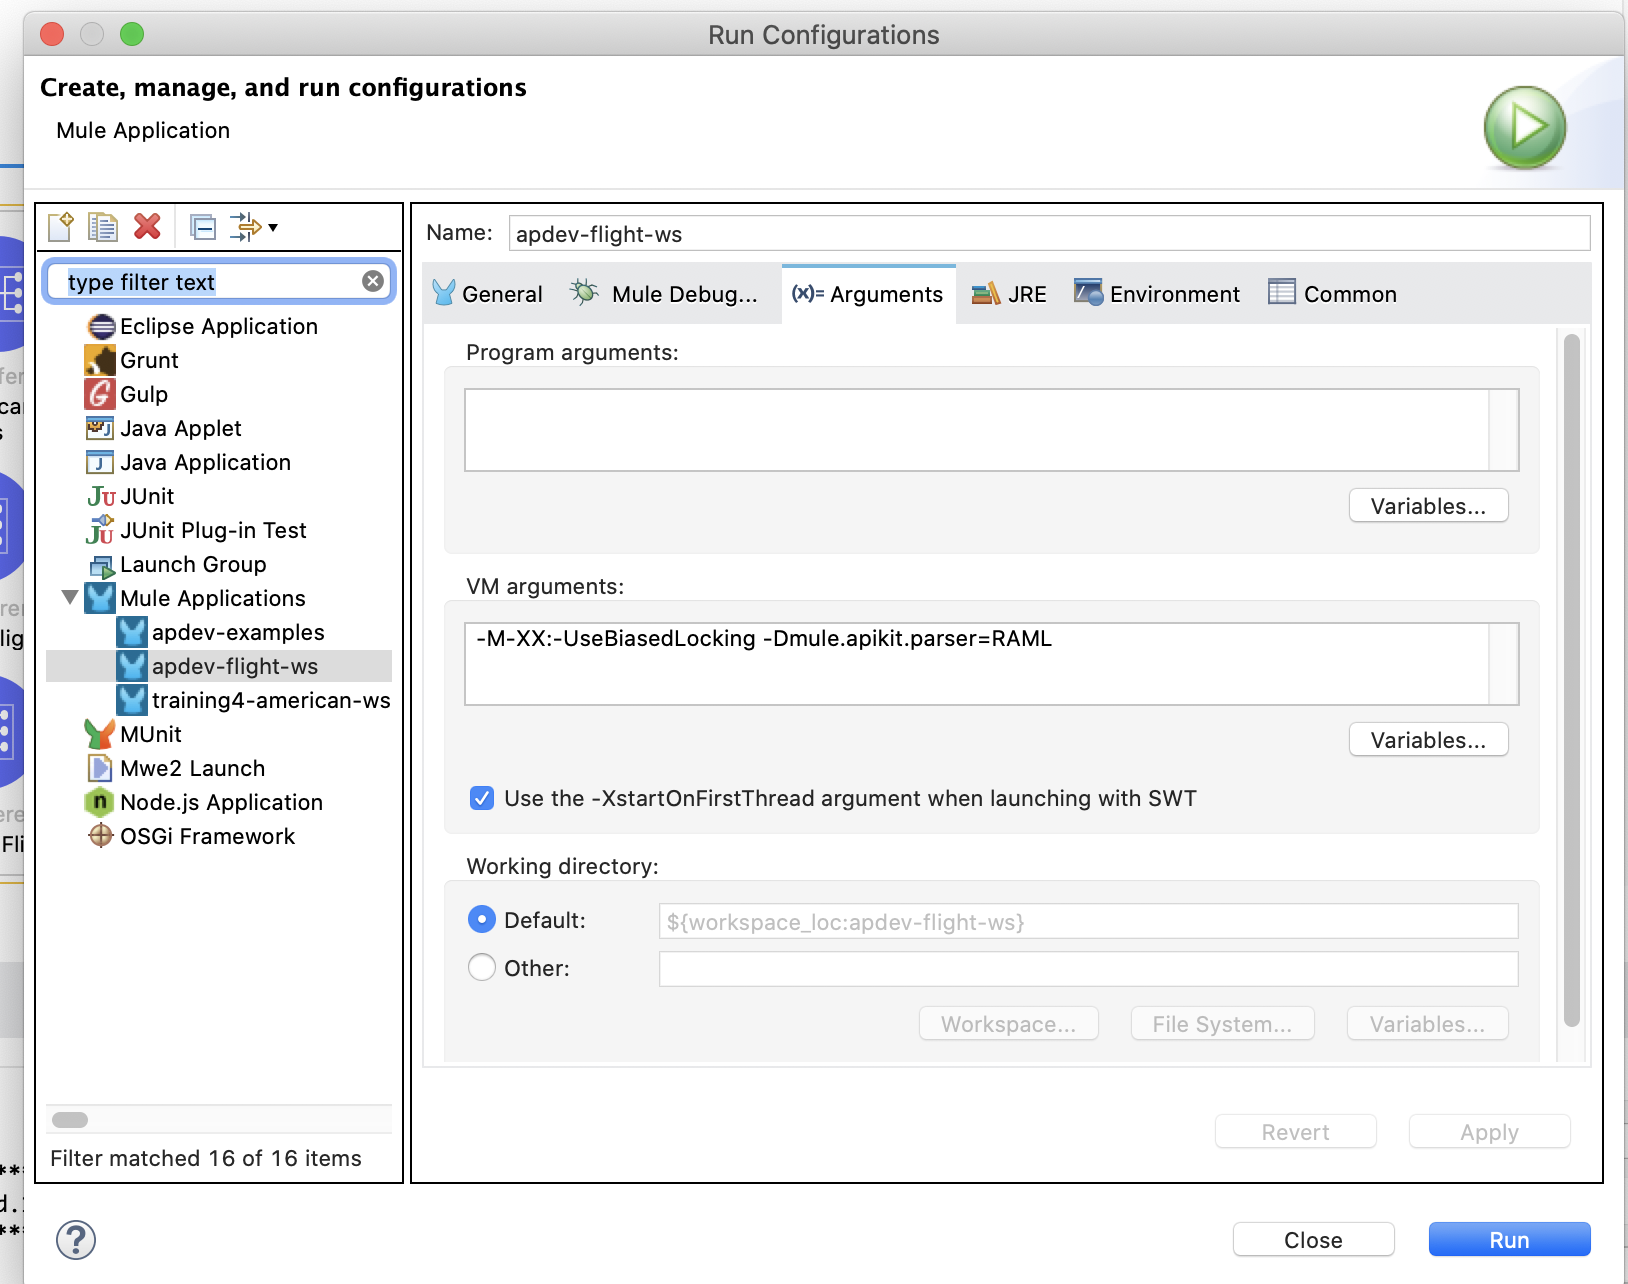 Run Configurations
Create, manage, and run configurations
Mule Application
type filter text
Eclipse Application
Grunt
Gulp
Java Applet
Java Application
JUnit
JUnit Plug-in Test
Launch Group
Mule Applications
apdev-examples
apdev-flight-ws
training4-american-ws
MUnit
Mwe2 Launch
Node.js Application
OSGi Framework
Filter matched 16 of 16 items
Name: apdev-flight-ws
General Mule Debug... (x)= Arguments JRE Environment Common
Program arguments:
Variables...
VM arguments:
-M-XX:-UseBiasedLocking -Dmule.apikit.parser=RAML
Variables...
Use the -XstartOnFirstThread argument when launching with SWT
Working directory:
Default: ${workspace_loc:apdev-flight-ws}
Other:
Workspace... File System... Variables...
Revert Apply
? Close Run